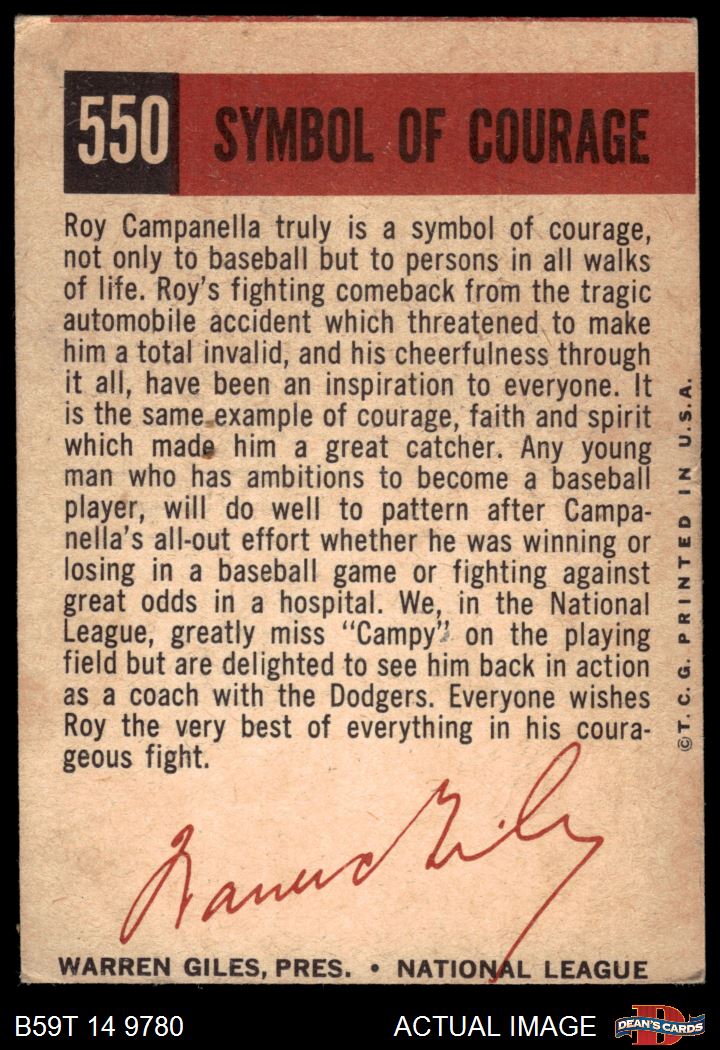 550 SYMBOL OF COURAGE
Roy Campanella truly is a symbol of courage,
not only to baseball but to persons in all walks
of life. Roy's fighting comeback from the tragic
automobile accident which threatened to make
him a total invalid, and his cheerfulness through
it all, have been an inspiration to everyone. It
is the same example of courage, faith and spirit
which made him a great catcher. Any young
man who has ambitions to become a baseball
player, will do well to pattern after Campa-
nella's all-out effort whether he was winning or
losing in a baseball game or fighting against
great odds in a hospital. We, in the National
League, greatly miss "Campy" on the playing
field but are delighted to see him back in action
as a coach with the Dodgers. Everyone wishes
Roy the very best of everything in his coura-
geous fight.
©T. C. G. PRINTED IN U.S.A.
Warren Giles
WARREN GILES, PRES. • NATIONAL LEAGUE
B59T 14 9780
ACTUAL IMAGE
D
DEAN'S CARDS